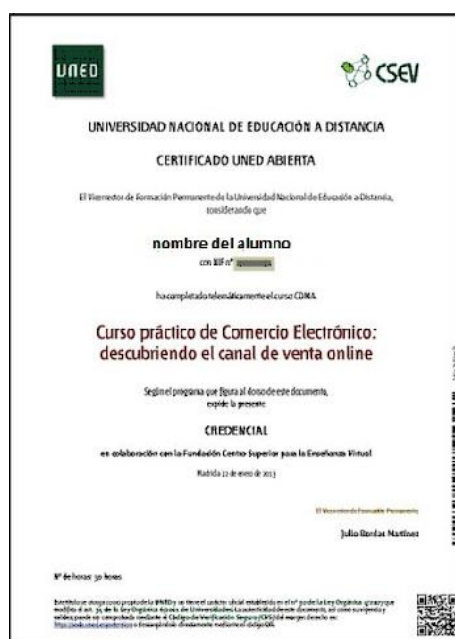 UNED
CSEV
UNIVERSIDAD NACIONAL DE EDUCACIÓN A DISTANCIA
CERTIFICADO UNED ABIERTA
El Vicerrector de Formación Permanente de la Universidad Nacional de Educación a Distancia,
considerando que
nombre del alumno
con NIF nº
ha completado telemáticamente el curso COMA
Curso práctico de Comercio Electrónico:
descubriendo el canal de venta online
Según el programa que figura al dorso de este documento,
expide la presente
CREDENCIAL
en colaboración con la Fundación Centro Superior para la Enseñanza Virtual
Madrid a 22 de enero de 2013
El Vicerrector de Formación Permanente
Julio Bordas Martínez
Nº de horas: 30 horas